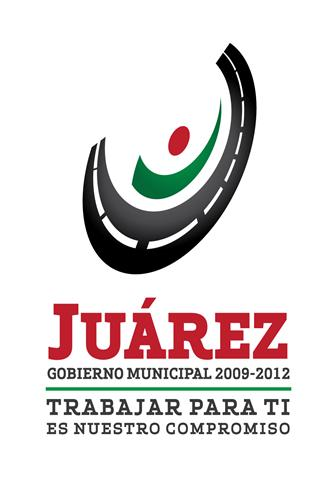 JUÁREZ
GOBIERNO MUNICIPAL 2009-2012
TRABAJAR PARA TI
ES NUESTRO COMPROMISO